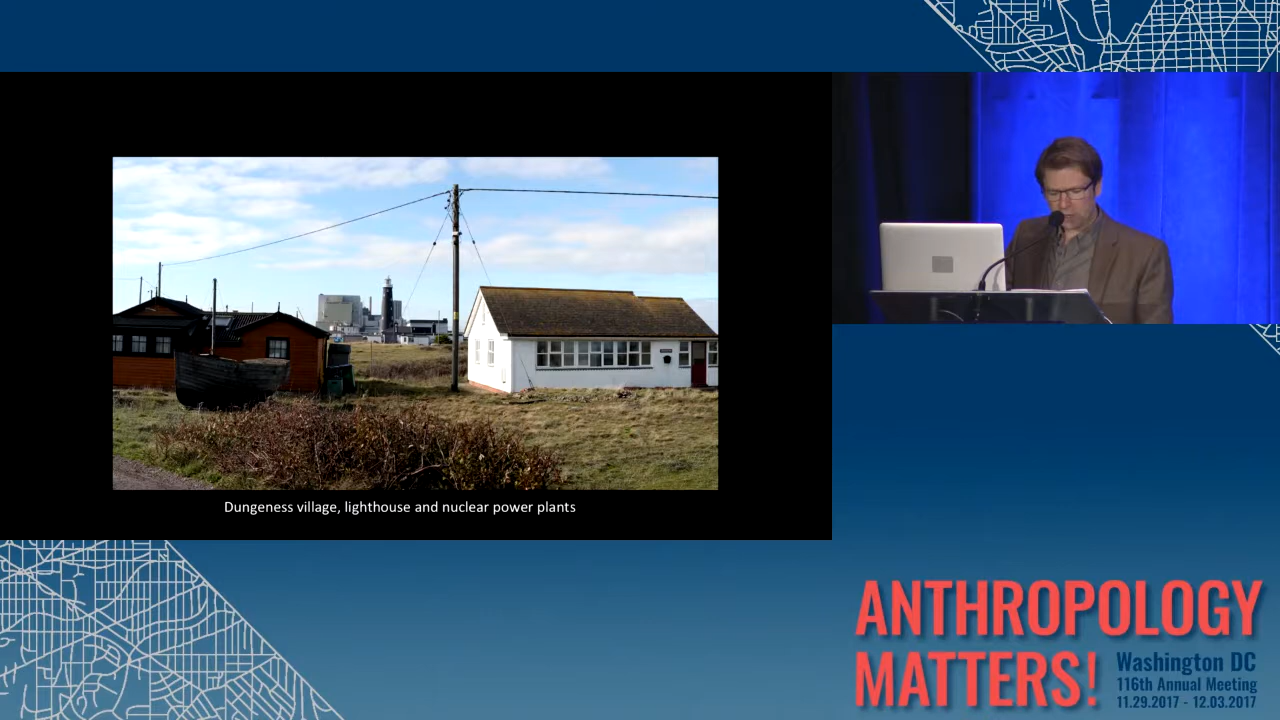 Dungeness village, lighthouse and nuclear power plants
ANTHROPOLOGY
MATTERS!
Washington DC
116th Annual Meeting
11.29.2017 - 12.03.2017